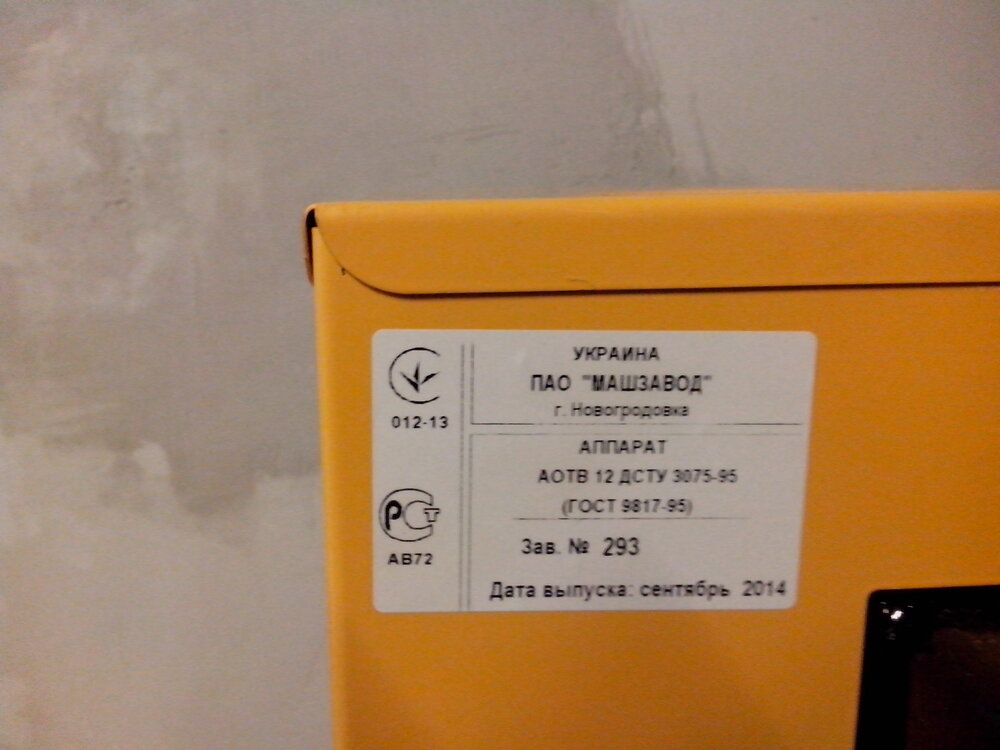 УКРАИНА
ПАО "МАШЗАВОД"
г. Новогродовка
012-13
АППАРАТ
АОТВ 12 ДСТУ 3075-95
(ГОСТ 9817-95)
РСТ
АВ72
Зав. № 293
Дата выпуска: сентябрь 2014